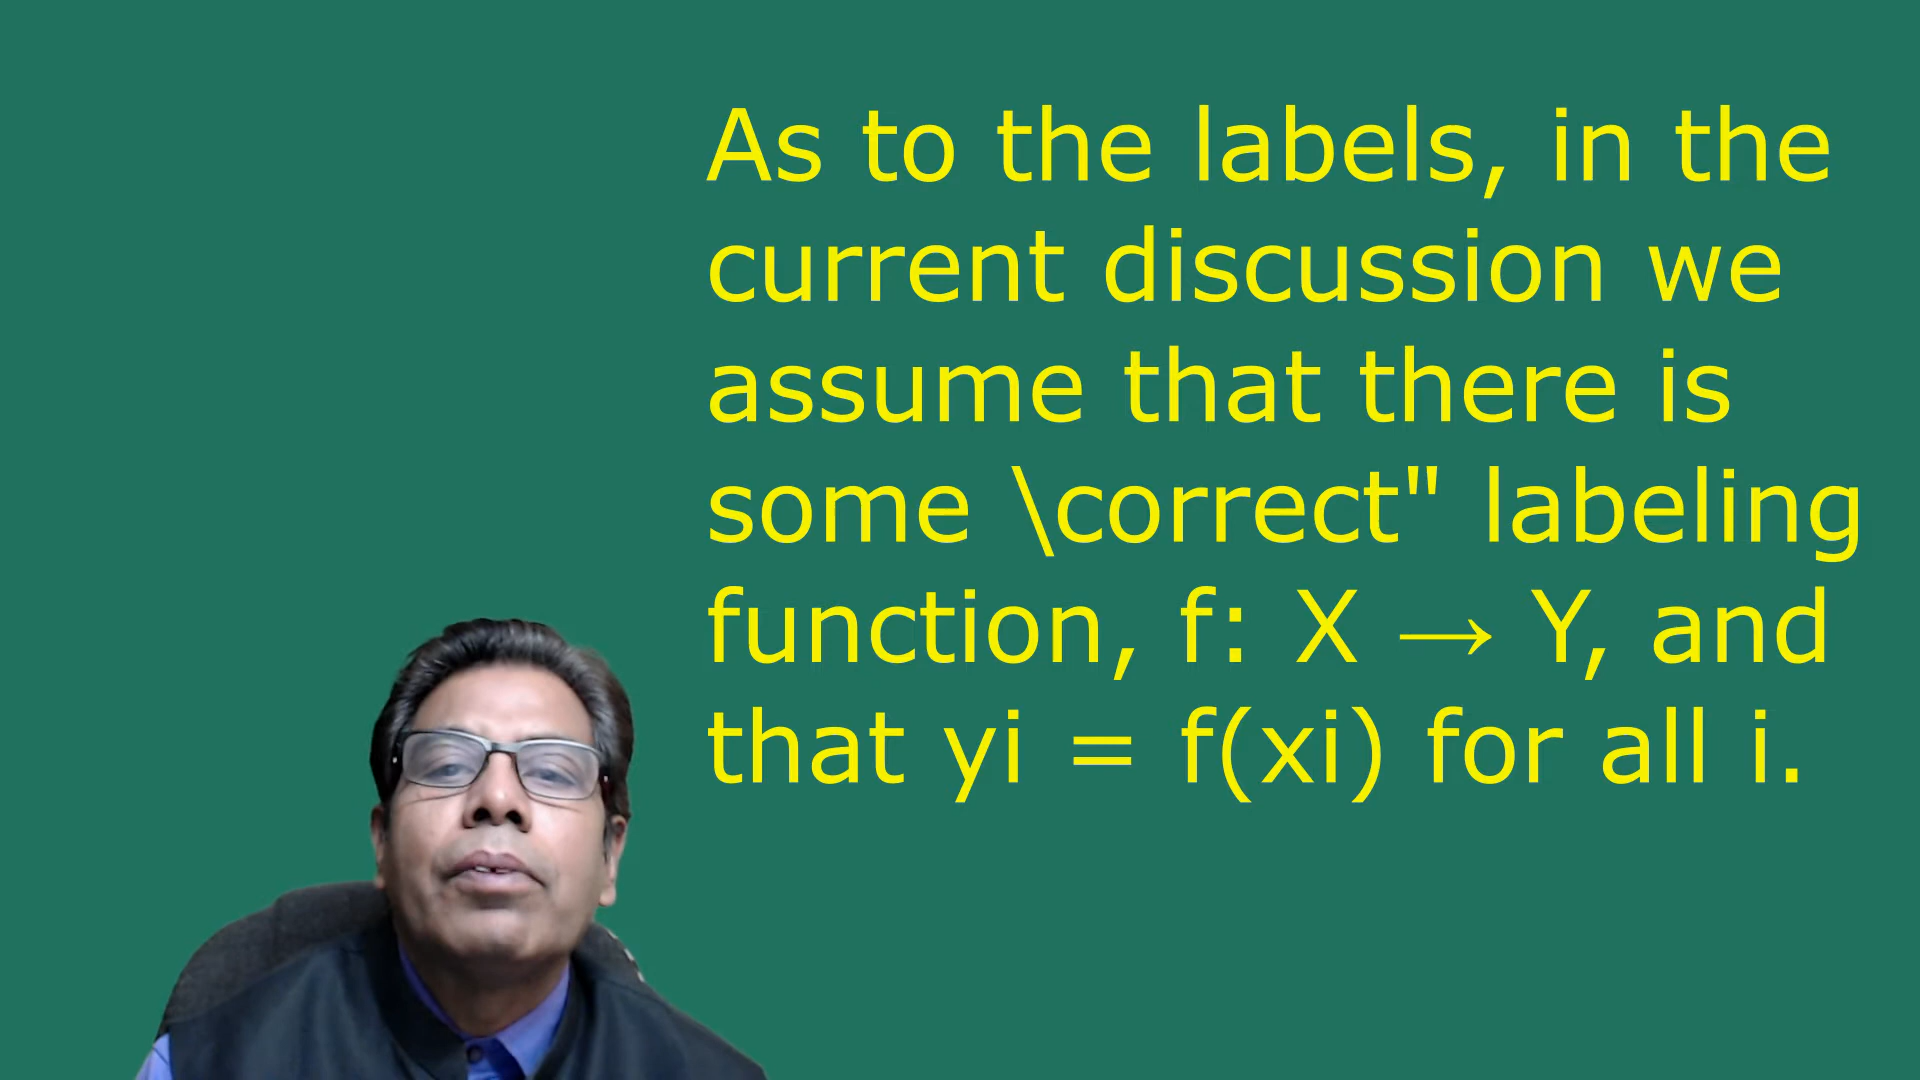 As to the labels, in the
current discussion we
assume that there is
some \correct" labeling
function, f: X → Y, and
that yi = f(xi) for all i.